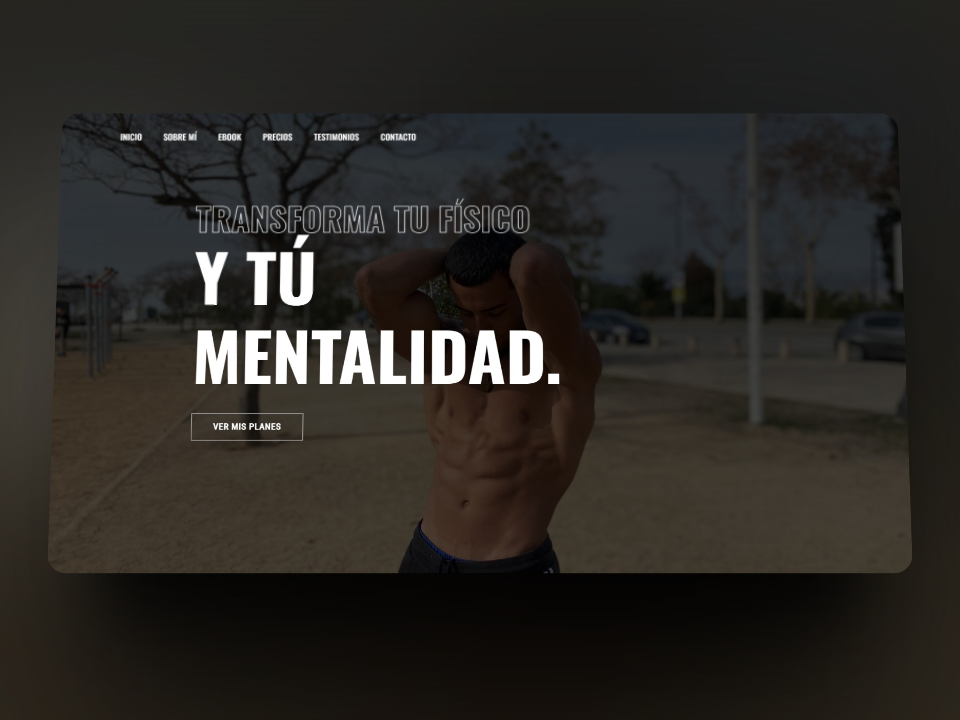 INICIO SOBRE MÍ EBOOK PRECIOS TESTIMONIOS CONTACTO
TRANSFORMA TU FÍSICO
Y TÚ
MENTALIDAD.
VER MIS PLANES